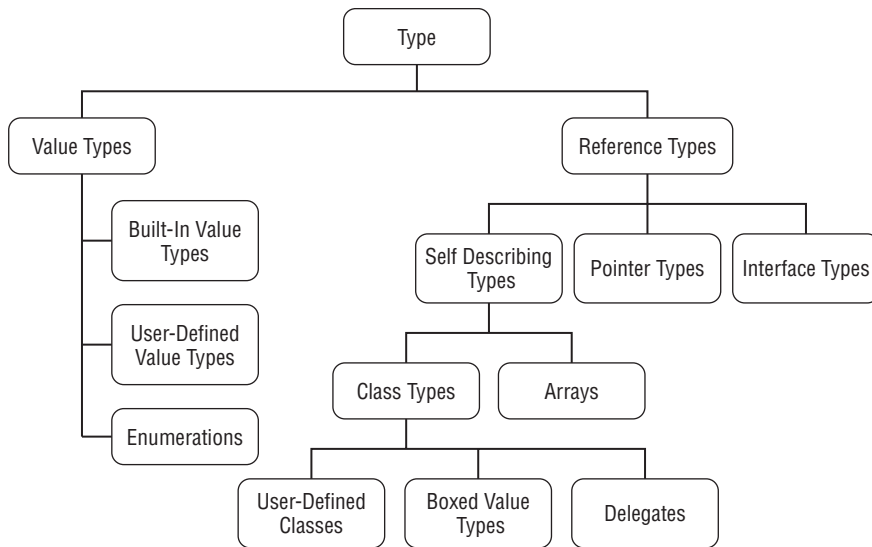 Type
Value Types
Reference Types
Built-In Value
Types
User-Defined
Value Types
Enumerations
Self Describing
Types
Pointer Types
Interface Types
Class Types
Arrays
User-Defined
Classes
Boxed Value
Types
Delegates